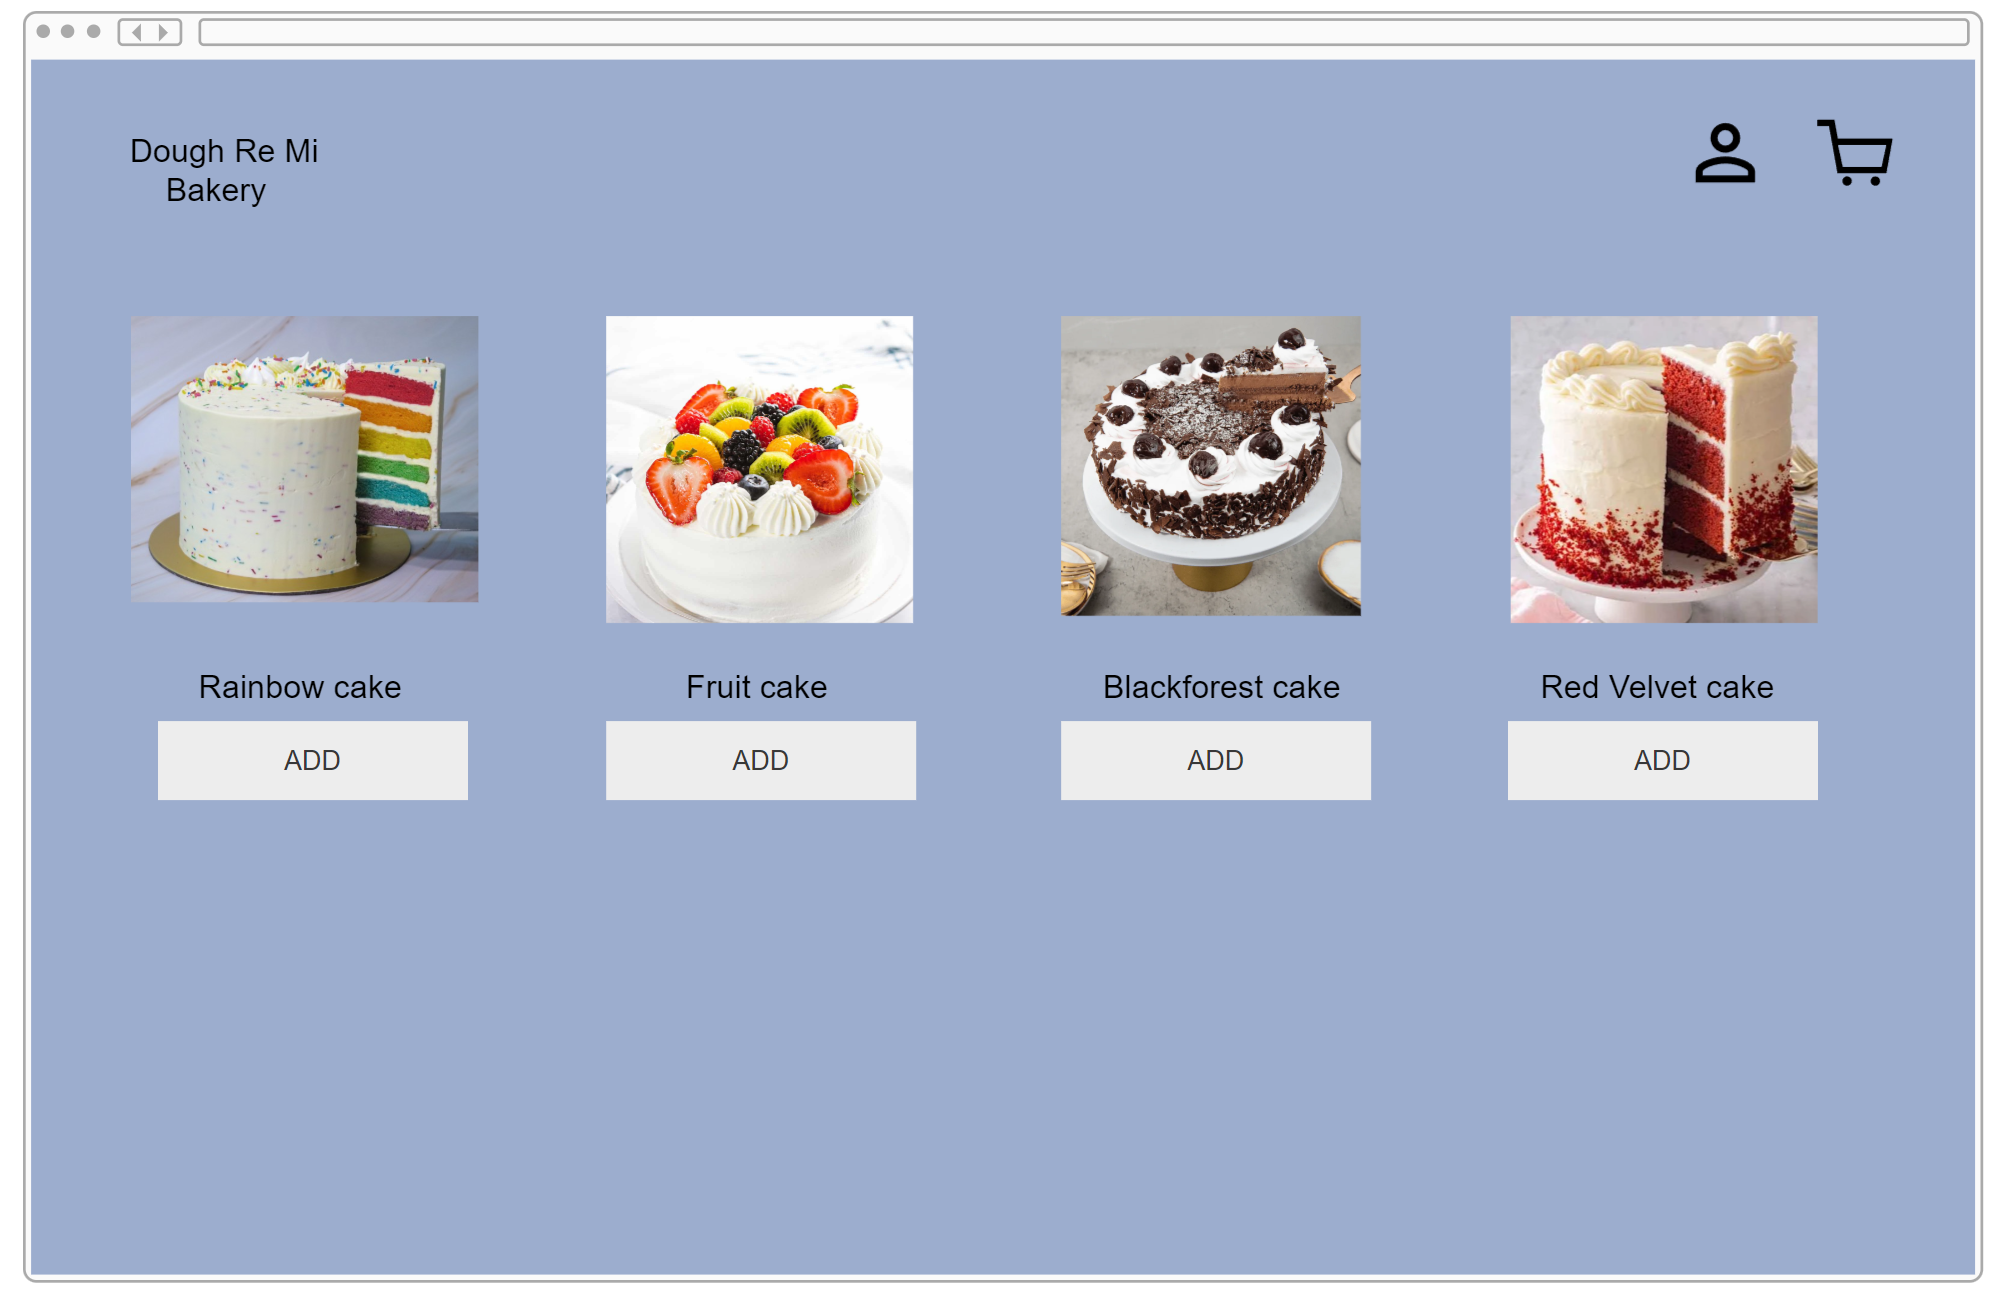 Dough Re Mi
Bakery
Rainbow cake
Fruit cake
Blackforest cake
Red Velvet cake
ADD
ADD
ADD
ADD